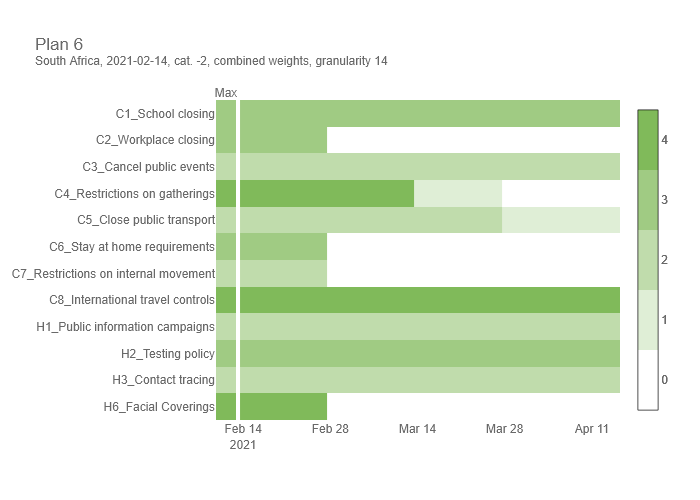 Plan 6
South Africa, 2021-02-14, cat. -2, combined weights, granularity 14
Max
C1_School closing
C2_Workplace closing
C3_Cancel public events
C4_Restrictions on gatherings
C5_Close public transport
C6_Stay at home requirements
C7_Restrictions on internal movement
C8_International travel controls
H1_Public information campaigns
H2_Testing policy
H3_Contact tracing
H6_Facial Coverings
Feb 14 Feb 28 Mar 14 Mar 28 Apr 11
2021
4
3
2
1
0